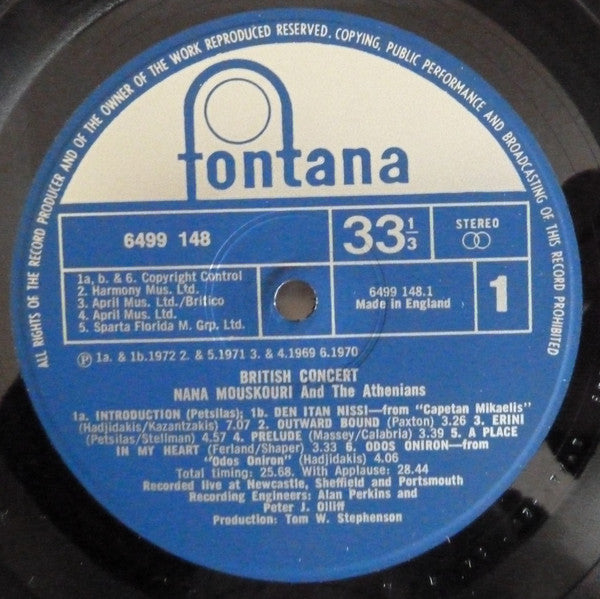 ALL RIGHTS OF THE RECORD PRODUCER AND OF THE OWNER OF THE WORK REPRODUCED RESERVED. COPYING, PUBLIC PERFORMANCE AND BROADCASTING OF THIS RECORD PROHIBITED
fontana
6499 148
33 1/3
STEREO
1a, b. & 6. Copyright Control
2. Harmony Mus. Ltd.
3. April Mus. Ltd./Britico
4. April Mus. Ltd.
5. Sparta Florida M. Grp. Ltd.
6499 148.1
Made in England
1
Ⓟ 1a. & 1b.1972 2. & 5.1971 3. & 4.1969 6.1970
BRITISH CONCERT
NANA MOUSKOURI And The Athenians
1a. INTRODUCTION (Petsilas); 1b. DEN ITAN NISSI—from "Capetan Mikaelis"
(Hadjidakis/Kazantzakis) 7.07 2. OUTWARD BOUND (Paxton) 3.26 3. ERINI
(Petsilas/Stellman) 4.57 4. PRELUDE (Massey/Calabria) 3.39 5. A PLACE
IN MY HEART (Ferland/Shaper) 3.33 6. ODOS ONIRON—from
"Odos Oniron" (Hadjidakis) 4.06
Total timing: 25.68. With Applause: 28.44
Recorded live at Newcastle, Sheffield and Portsmouth
Recording Engineers: Alan Perkins and
Peter J. Olliff
Production: Tom W. Stephenson